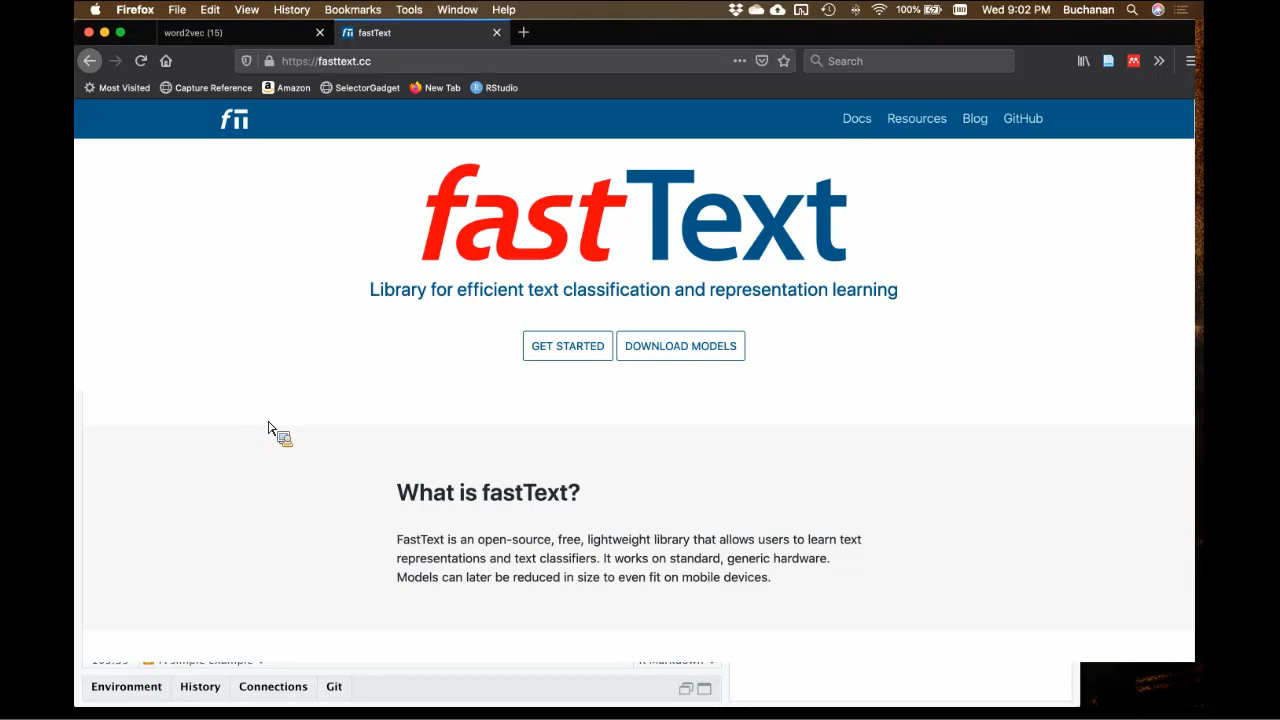 Firefox File Edit View History Bookmarks Tools Window Help 100% Wed 9:02 PM Buchanan
word2vec (15) fastText
https://fasttext.cc Search
Most Visited Capture Reference Amazon SelectorGadget New Tab RStudio
Docs Resources Blog GitHub
fastText
Library for efficient text classification and representation learning
GET STARTED DOWNLOAD MODELS
What is fastText?
FastText is an open-source, free, lightweight library that allows users to learn text
representations and text classifiers. It works on standard, generic hardware.
Models can later be reduced in size to even fit on mobile devices.
Environment History Connections Git